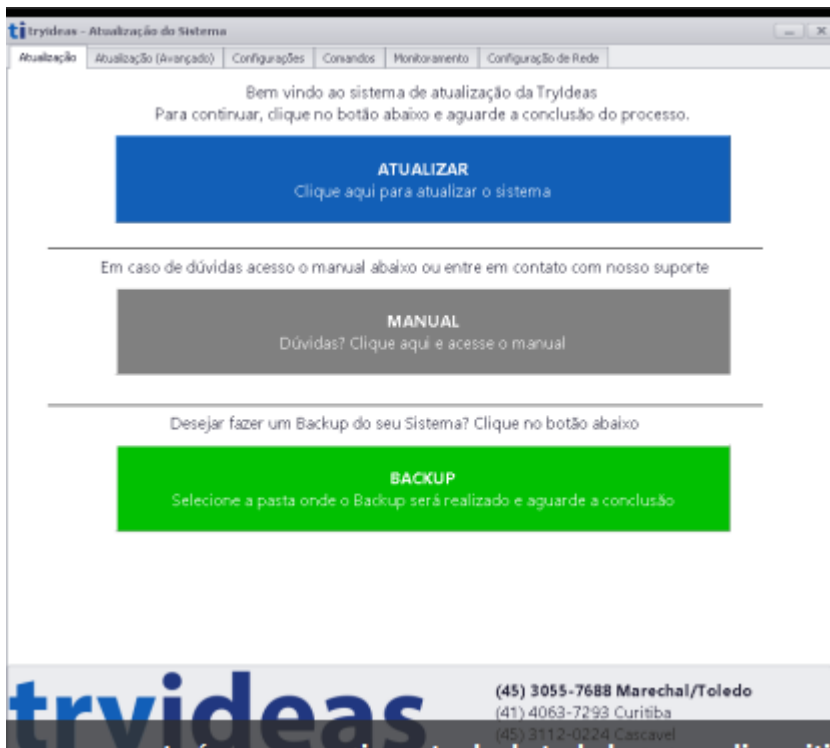 ti tryideas - Atualização do Sistema
Atualização Atualização (Avançado) Configurações Comandos Monitoramento Configuração de Rede
Bem vindo ao sistema de atualização da TryIdeas
Para continuar, clique no botão abaixo e aguarde a conclusão do processo.
ATUALIZAR
Clique aqui para atualizar o sistema
Em caso de dúvidas acesso o manual abaixo ou entre em contato com nosso suporte
MANUAL
Dúvidas? Clique aqui e acesse o manual
Desejar fazer um Backup do seu Sistema? Clique no botão abaixo
BACKUP
Selecione a pasta onde o Backup será realizado e aguarde a conclusão
tryideas
(45) 3055-7688 Marechal/Toledo
(41) 4063-7293 Curitiba
(45) 3112-0224 Cascavel